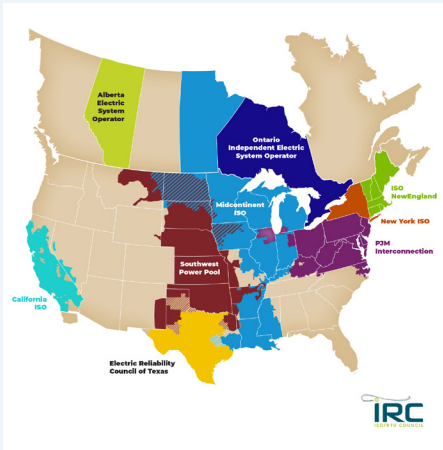 Alberta
Electric
System
Operator
Ontario
Independent Electric
System Operator
ISO
NewEngland
Midcontinent
ISO
New York ISO
PJM
Interconnection
Southwest
Power Pool
California
ISO
Electric Reliability
Council of Texas
IRC
ISO/RTO COUNCIL